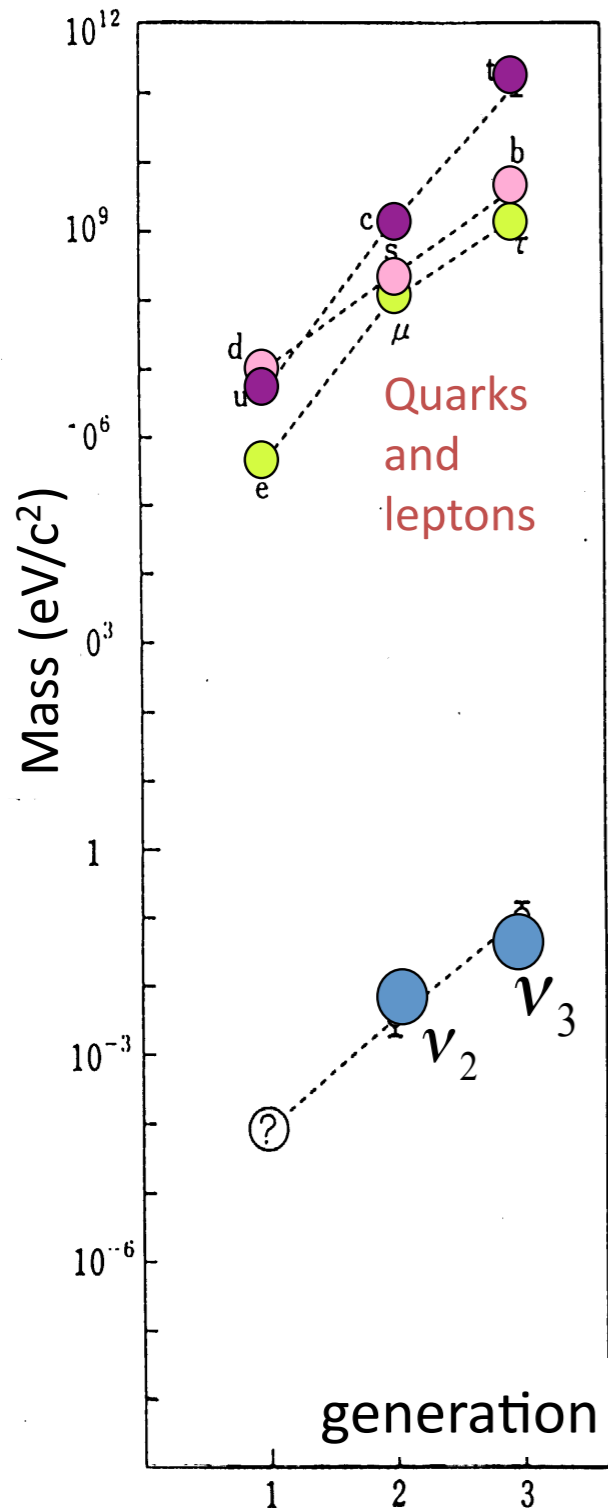 10¹²
t
b
10⁹
c
s
τ
d
μ
u
Quarks
and
leptons
10⁶
e
Mass (eV/c²)
0³
1
ν₃
ν₂
10⁻³
?
10⁻⁶
generation
1 2 3